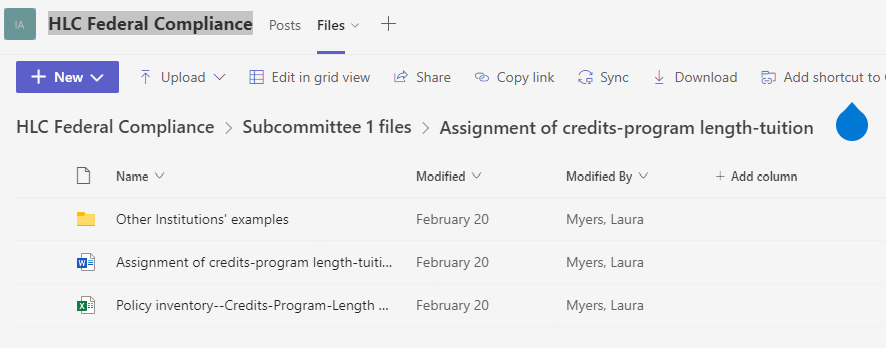 IA HLC Federal Compliance Posts Files
New Upload Edit in grid view Share Copy link Sync Download Add shortcut to
HLC Federal Compliance > Subcommittee 1 files > Assignment of credits-program length-tuition
Name Modified Modified By + Add column
Other Institutions' examples February 20 Myers, Laura
Assignment of credits-program length-tuiti... February 20 Myers, Laura
Policy inventory--Credits-Program-Length ... February 20 Myers, Laura